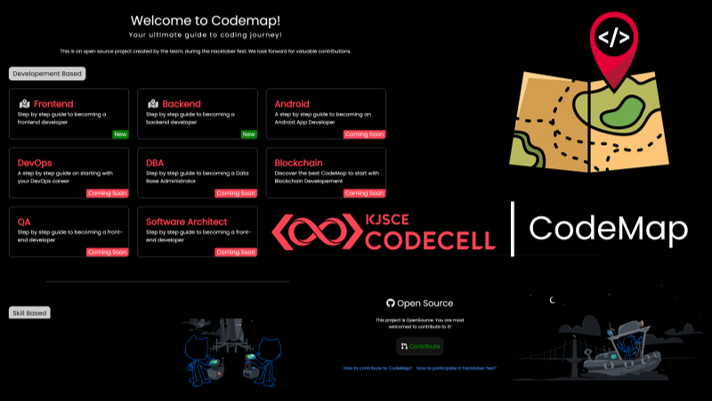 Welcome to Codemap!
Your ultimate guide to coding journey!
This is an open source project created by the team, during the Hacktober fest. We look forward for valuable contributions.
Developement Based
Frontend
Step by step guide to becoming a
frontend developer
New
Backend
Step by step guide to becoming a
backend developer
New
Android
A step by step guide to becoming an
Android App Developer
Coming Soon
DevOps
A step by step guide on starting with
your DevOps career
Coming Soon
DBA
Step by step guide to becoming a Data
Base Administrator
Coming Soon
Blockchain
Discover the best CodeMap to start with
Blockchain Developement
Coming Soon
QA
Step by step guide to becoming a front-
end developer
Coming Soon
Software Architect
Step by step guide to becoming a front-
end developer
Coming Soon
</>
KJSCE
CODECELL
CodeMap
Skill Based
Open Source
This project is OpenSource. You are most
welcomed to contribute to it!
Contribute
How to contribute to CodeMap? How to participate in hacktober fest?